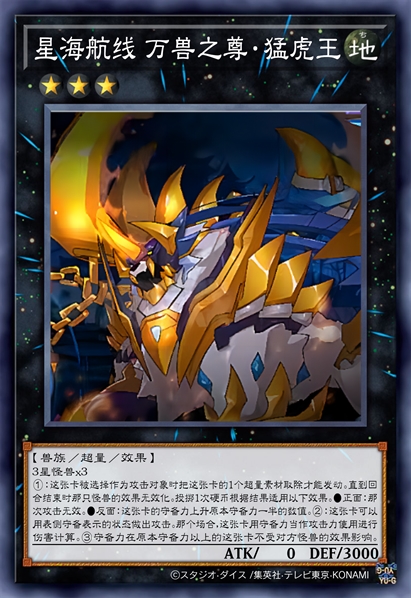 星海航线 万兽之尊·猛虎王 地
【兽族／超量／效果】
3星怪兽x3
①：这张卡被选择作为攻击对象时把这张卡的1个超量素材取除才能发动。直到回
合结束时那只怪兽的效果无效化。投掷1次硬币根据结果适用以下效果。●正面：那
次攻击无效。●反面：这张卡的守备力上升原本守备力一半的数值。②：这张卡可以
用表侧守备表示的状态做出攻击。那个场合，这张卡用守备力当作攻击力使用进行
伤害计算。③守备力在原本守备力以上的这张卡不受对方怪兽的效果影响。
ATK/ 0 DEF/3000
©スタジオ・ダイス /集英社・テレビ東京・KONAMI
YU-G